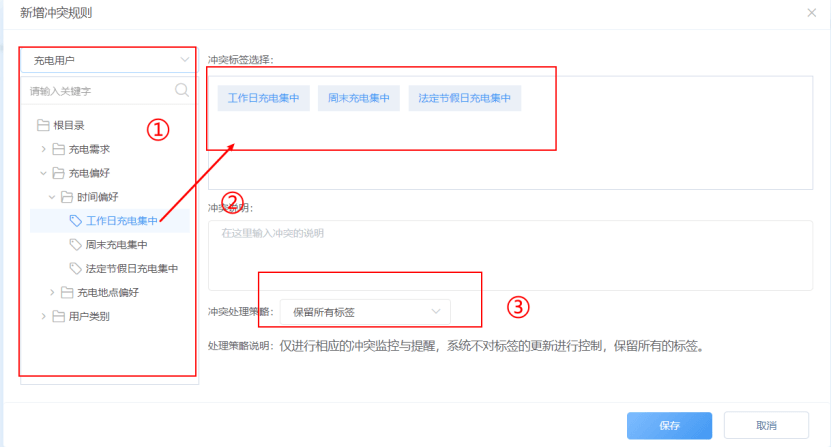 新增冲突规则
充电用户
请输入关键字
①
根目录
充电需求
充电偏好
时间偏好
工作日充电集中
周末充电集中
法定节假日充电集中
充电地点偏好
用户类别
冲突标签选择:
工作日充电集中 周末充电集中 法定节假日充电集中
②
冲突说明:
在这里输入冲突的说明
③
冲突处理策略: 保留所有标签
处理策略说明: 仅进行相应的冲突监控与提醒，系统不对标签的更新进行控制，保留所有的标签。
保存 取消